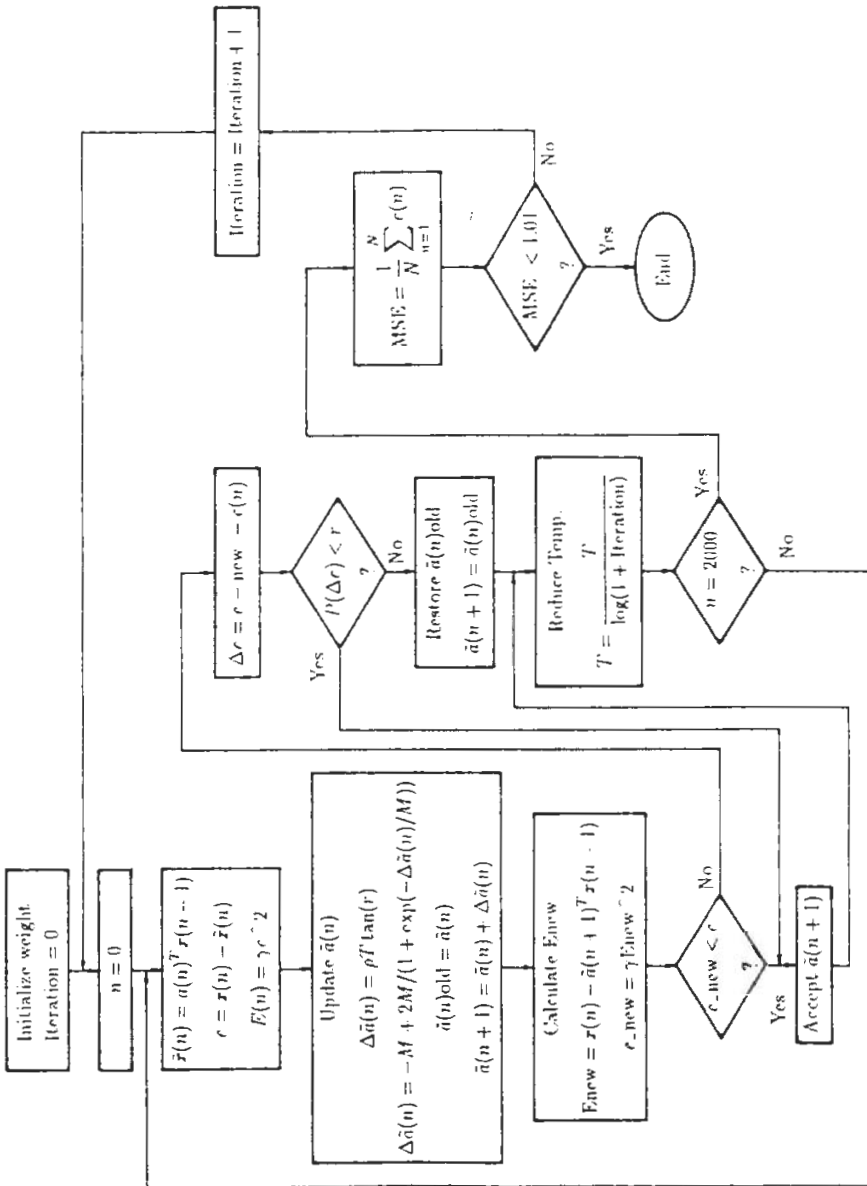 Initialize weight
Iteration = 0
n = 0
x̃(n) = ã(n)ᵀ x(n − 1)
e = x(n) − x̃(n)
E(n) = γe^2
Update ã(n)
Δã(n) = ρT tan(r)
Δã(n) = −M + 2M/(1 + exp(−Δã(n)/M))
ã(n)old = ã(n)
ã(n + 1) = ã(n) + Δã(n)
Calculate Enew
Enew = x(n) − ã(n + 1)ᵀ x(n − 1)
e_new = γEnew^2
e_new < e
?
No
Yes
Accept ã(n + 1)
Δe = e − new − e(n)
P(Δe) < r
?
Yes
No
Restore ã(n)old
ã(n + 1) = ã(n)old
Reduce Temp.
T = T / log(1 + Iteration)
n = 2000
?
Yes
No
MSE = 1/N ∑ₙ₌₁ᴺ e(n)
MSE < 1.01
?
No
Yes
End
Iteration = Iteration + 1